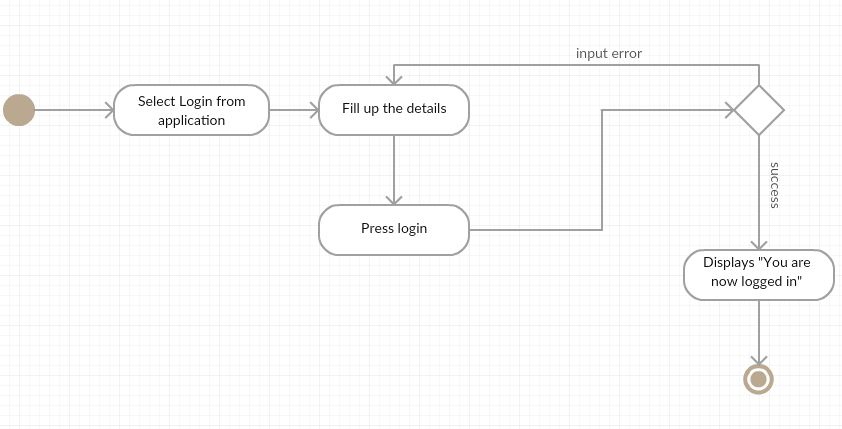 input error
Select Login from
application
Fill up the details
Press login
success
Displays "You are
now logged in"